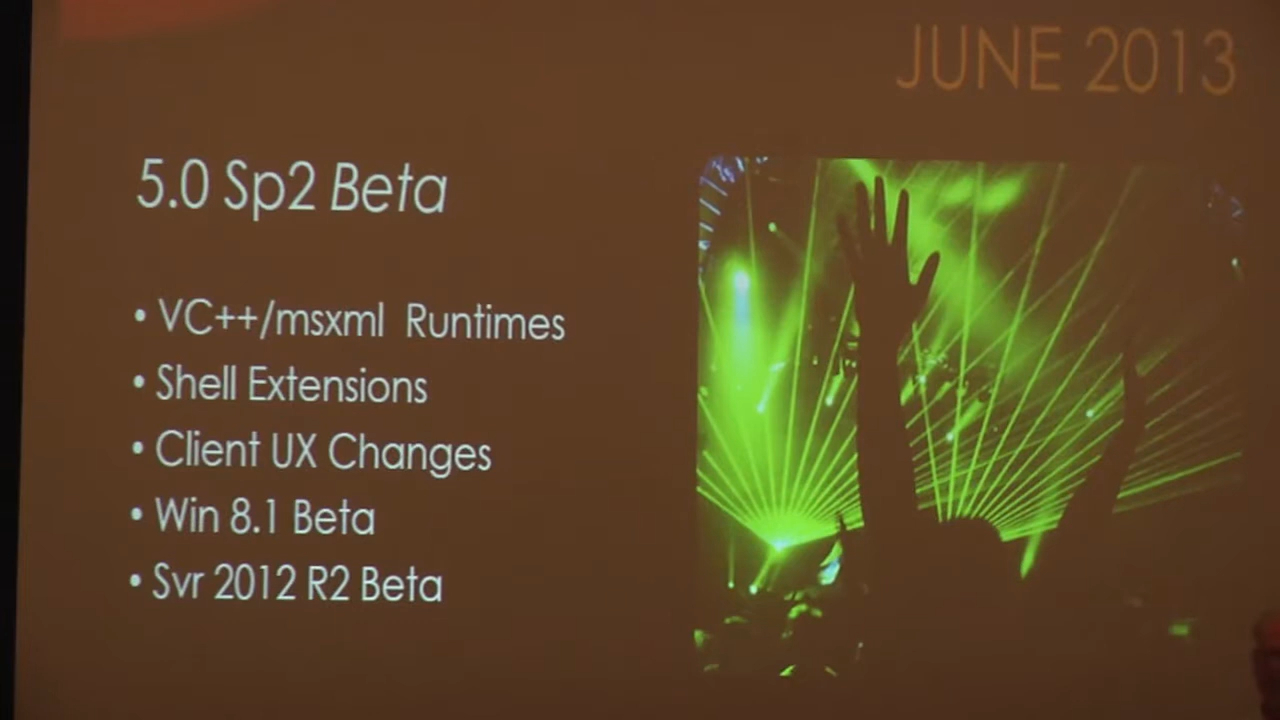 JUNE 2013
5.0 Sp2 Beta
• VC++/msxml Runtimes
• Shell Extensions
• Client UX Changes
• Win 8.1 Beta
• Svr 2012 R2 Beta